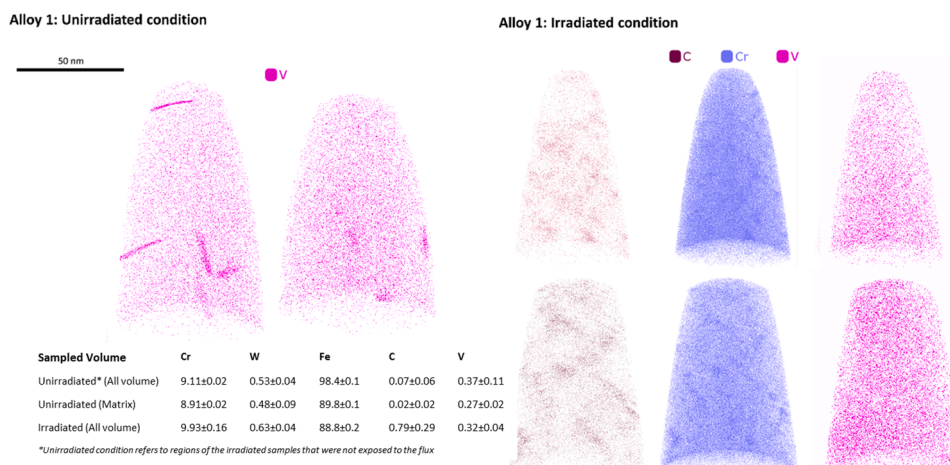 Alloy 1: Unirradiated condition
50 nm
V
Alloy 1: Irradiated condition
C Cr V
Sampled Volume Cr W Fe C V
Unirradiated* (All volume) 9.11±0.02 0.53±0.04 98.4±0.1 0.07±0.06 0.37±0.11
Unirradiated (Matrix) 8.91±0.02 0.48±0.09 89.8±0.1 0.02±0.02 0.27±0.02
Irradiated (All volume) 9.93±0.16 0.63±0.04 88.8±0.2 0.79±0.29 0.32±0.04
*Unirradiated condition refers to regions of the irradiated samples that were not exposed to the flux